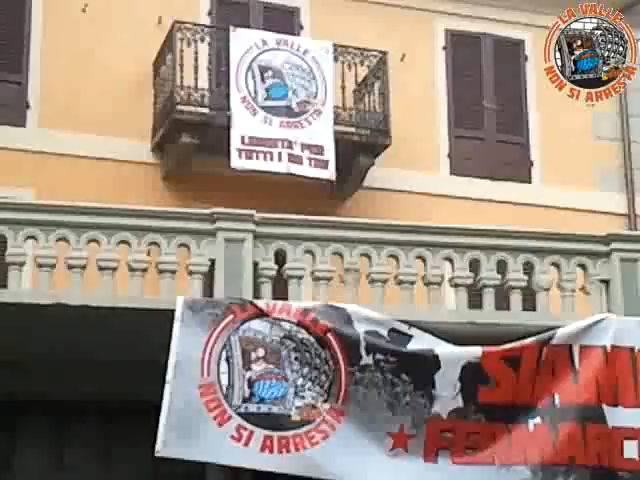 LA VALLE
NON SI ARRESTA
LA VALLE
NON SI ARRESTA
LIBERTA' PER
TUTTI I NO TAV
LA VALLE
NON SI ARRESTA
SIAM
FERMARC